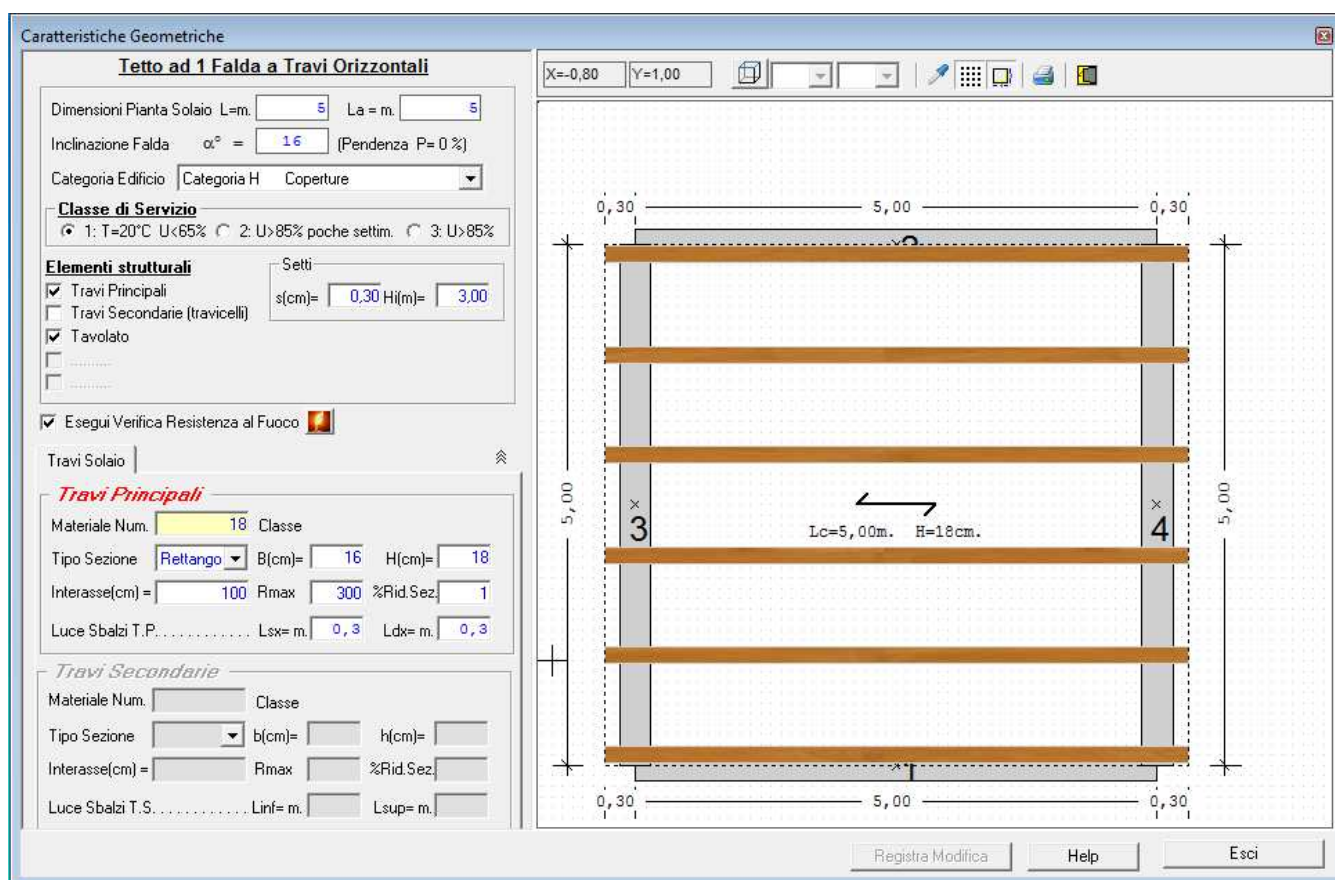 Caratteristiche Geometriche
Tetto ad 1 Falda a Travi Orizzontali
Dimensioni Pianta Solaio L=m. 5 La = m. 5
Inclinazione Falda α° = 16 (Pendenza P= 0 %)
Categoria Edificio Categoria H Coperture
Classe di Servizio
1: T=20°C U<65% 2: U>85% poche settim. 3: U>85%
Elementi strutturali
Travi Principali
Travi Secondarie (travicelli)
Tavolato
..........
..........
Setti
s(cm)= 0,30 Hi(m)= 3,00
Esegui Verifica Resistenza al Fuoco
Travi Solaio
Travi Principali
Materiale Num. 18 Classe
Tipo Sezione Rettango B(cm)= 16 H(cm)= 18
Interasse(cm) = 100 Rmax 300 %Rid.Sez. 1
Luce Sbalzi T.P. . . . . . . . . . . . Lsx= m. 0,3 Ldx= m. 0,3
Travi Secondarie
Materiale Num. Classe
Tipo Sezione b(cm)= h(cm)=
Interasse(cm) = Rmax %Rid.Sez.
Luce Sbalzi T.S. . . . . . . . . . . . Linf= m. Lsup= m.
X=-0,80 Y=1,00
0,30 5,00 0,30
5,00
3
Lc=5,00m. H=18cm.
4
5,00
0,30 5,00 0,30
Registra Modifica Help Esci